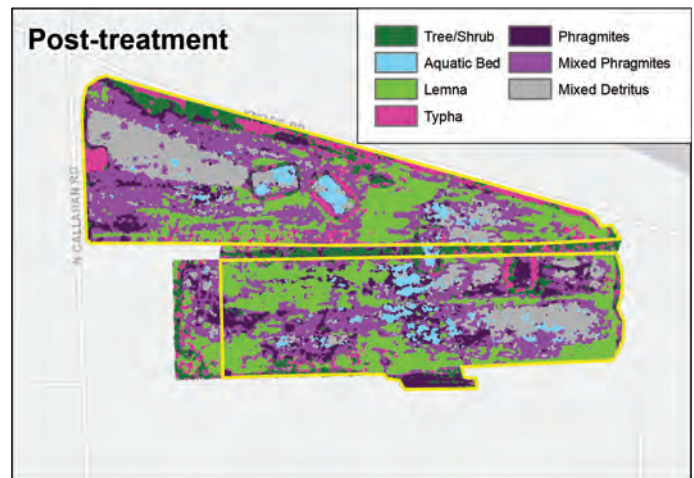 Post-treatment
Tree/Shrub
Aquatic Bed
Lemna
Typha
Phragmites
Mixed Phragmites
Mixed Detritus
N CALLAHAN RD